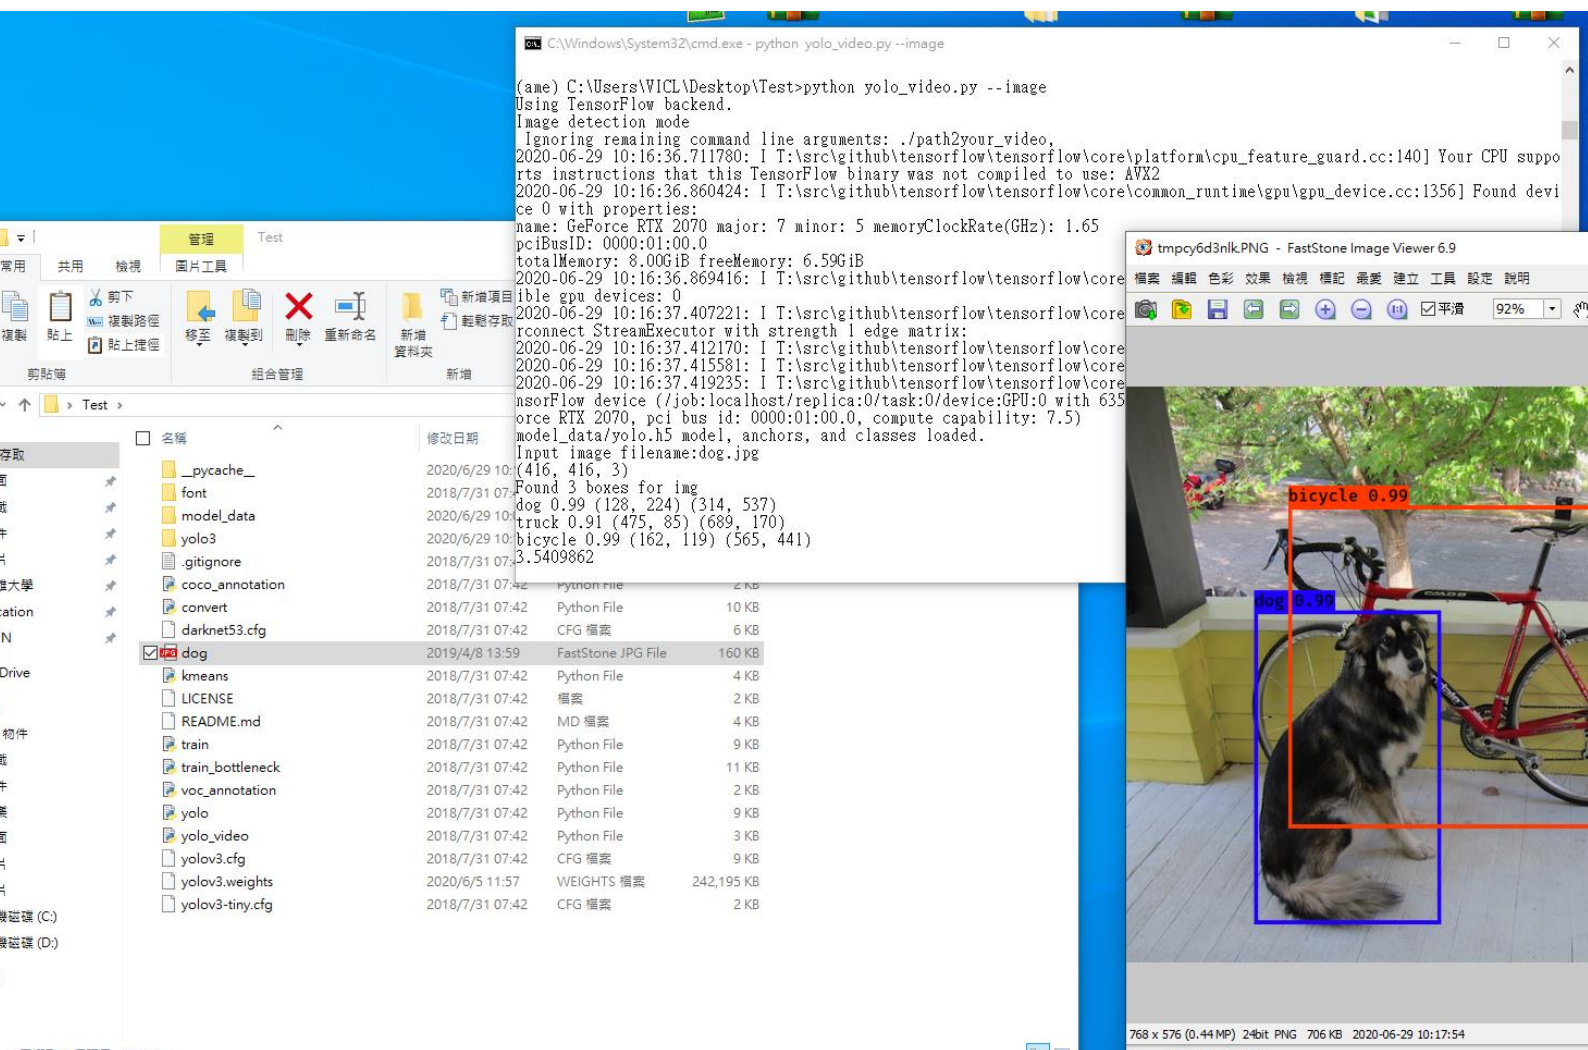 C:\Windows\System32\cmd.exe - python  yolo_video.py --image
(ame) C:\Users\VICL\Desktop\Test>python yolo_video.py --image
Using TensorFlow backend.
Image detection mode
Ignoring remaining command line arguments: ./path2your_video,
2020-06-29 10:16:36.711780: I T:\src\github\tensorflow\tensorflow\core\platform\cpu_feature_guard.cc:140] Your CPU suppo
rts instructions that this TensorFlow binary was not compiled to use: AVX2
2020-06-29 10:16:36.860424: I T:\src\github\tensorflow\tensorflow\core\common_runtime\gpu\gpu_device.cc:1356] Found devi
ce 0 with properties:
name: GeForce RTX 2070 major: 7 minor: 5 memoryClockRate(GHz): 1.65
pciBusID: 0000:01:00.0
totalMemory: 8.00GiB freeMemory: 6.59GiB
2020-06-29 10:16:36.869416: I T:\src\github\tensorflow\tensorflow\core
ible gpu devices: 0
2020-06-29 10:16:37.407221: I T:\src\github\tensorflow\tensorflow\core
rconnect StreamExecutor with strength 1 edge matrix:
2020-06-29 10:16:37.412170: I T:\src\github\tensorflow\tensorflow\core
2020-06-29 10:16:37.415581: I T:\src\github\tensorflow\tensorflow\core
2020-06-29 10:16:37.419235: I T:\src\github\tensorflow\tensorflow\core
nsorFlow device (/job:localhost/replica:0/task:0/device:GPU:0 with 635
orce RTX 2070, pci bus id: 0000:01:00.0, compute capability: 7.5)
model_data/yolo.h5 model, anchors, and classes loaded.
Input image filename:dog.jpg
(416, 416, 3)
Found 3 boxes for img
dog 0.99 (128, 224) (314, 537)
truck 0.91 (475, 85) (689, 170)
bicycle 0.99 (162, 119) (565, 441)
3.5409862
管理 Test
常用 共用 檢視 圖片工具
複製 貼上 剪下 複製路徑 貼上捷徑 移至 複製到 刪除 重新命名 新增資料夾 新增項目 輕鬆存取
剪貼簿 組合管理 新增
Test
名稱 修改日期
__pycache__ 2020/6/29 10:
font 2018/7/31 07:
model_data 2020/6/29 10:
yolo3 2020/6/29 10:
.gitignore 2018/7/31 07:
coco_annotation 2018/7/31 07:42 Python File 2 KB
convert 2018/7/31 07:42 Python File 10 KB
darknet53.cfg 2018/7/31 07:42 CFG 檔案 6 KB
dog 2019/4/8 13:59 FastStone JPG File 160 KB
kmeans 2018/7/31 07:42 Python File 4 KB
LICENSE 2018/7/31 07:42 檔案 2 KB
README.md 2018/7/31 07:42 MD 檔案 4 KB
train 2018/7/31 07:42 Python File 9 KB
train_bottleneck 2018/7/31 07:42 Python File 11 KB
voc_annotation 2018/7/31 07:42 Python File 2 KB
yolo 2018/7/31 07:42 Python File 9 KB
yolo_video 2018/7/31 07:42 Python File 3 KB
yolov3.cfg 2018/7/31 07:42 CFG 檔案 9 KB
yolov3.weights 2020/6/5 11:57 WEIGHTS 檔案 242,195 KB
yolov3-tiny.cfg 2018/7/31 07:42 CFG 檔案 2 KB
存取
Drive
物件
(C:)
(D:)
tmpcy6d3nlk.PNG - FastStone Image Viewer 6.9
檔案 編輯 色彩 效果 檢視 標記 最愛 建立 工具 設定 說明
1:1 平滑 92%
bicycle 0.99
dog 0.99
768 x 576 (0.44 MP) 24bit PNG 706 KB 2020-06-29 10:17:54